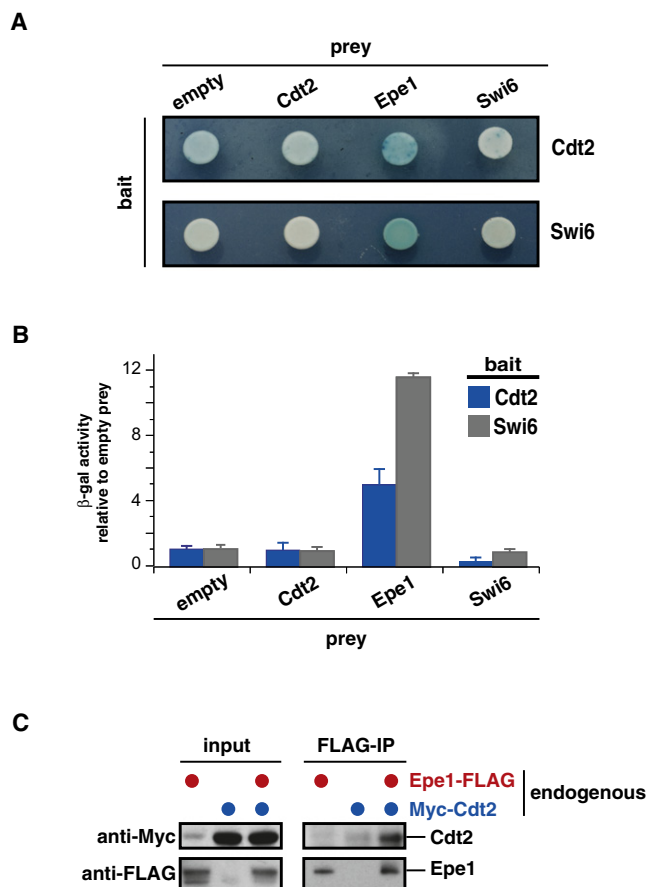 A
prey
empty Cdt2 Epe1 Swi6
bait
Cdt2
Swi6
B
β-gal activity
relative to empty prey
12
8
4
0
bait
Cdt2
Swi6
empty Cdt2 Epe1 Swi6
prey
C
input FLAG-IP
Epe1-FLAG
Myc-Cdt2
endogenous
anti-Myc Cdt2
anti-FLAG Epe1